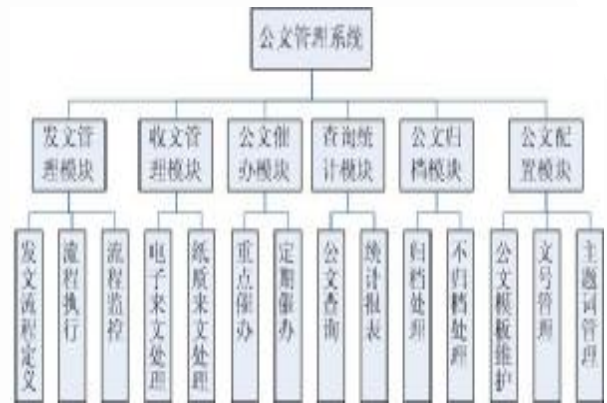 公文管理系统
发文管
理模块
收文管
理模块
公文催
办模块
查询统
计模块
公文归
档模块
公文配
置模块
发文流程定义
流程执行
流程监控
电子来文处理
纸质来文处理
重点催办
定期催办
公文查询
统计报表
归档处理
不归档处理
公文模板维护
文号管理
主题词管理